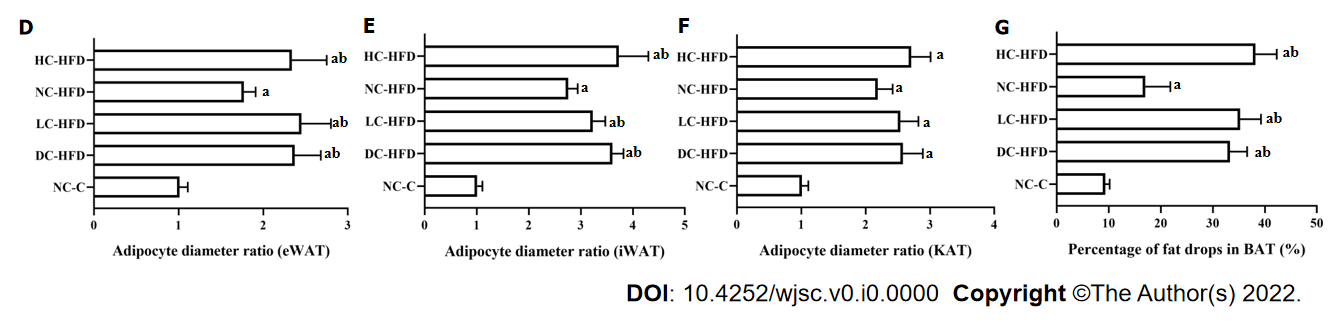 D
HC-HFD ab
NC-HFD a
LC-HFD ab
DC-HFD ab
NC-C
0 1 2 3
Adipocyte diameter ratio (eWAT)
E
HC-HFD ab
NC-HFD a
LC-HFD ab
DC-HFD ab
NC-C
0 1 2 3 4 5
Adipocyte diameter ratio (iWAT)
F
HC-HFD a
NC-HFD a
LC-HFD a
DC-HFD a
NC-C
0 1 2 3 4
Adipocyte diameter ratio (KAT)
G
HC-HFD ab
NC-HFD a
LC-HFD ab
DC-HFD ab
NC-C
0 10 20 30 40 50
Percentage of fat drops in BAT (%)
DOI: 10.4252/wjsc.v0.i0.0000 Copyright ©The Author(s) 2022.